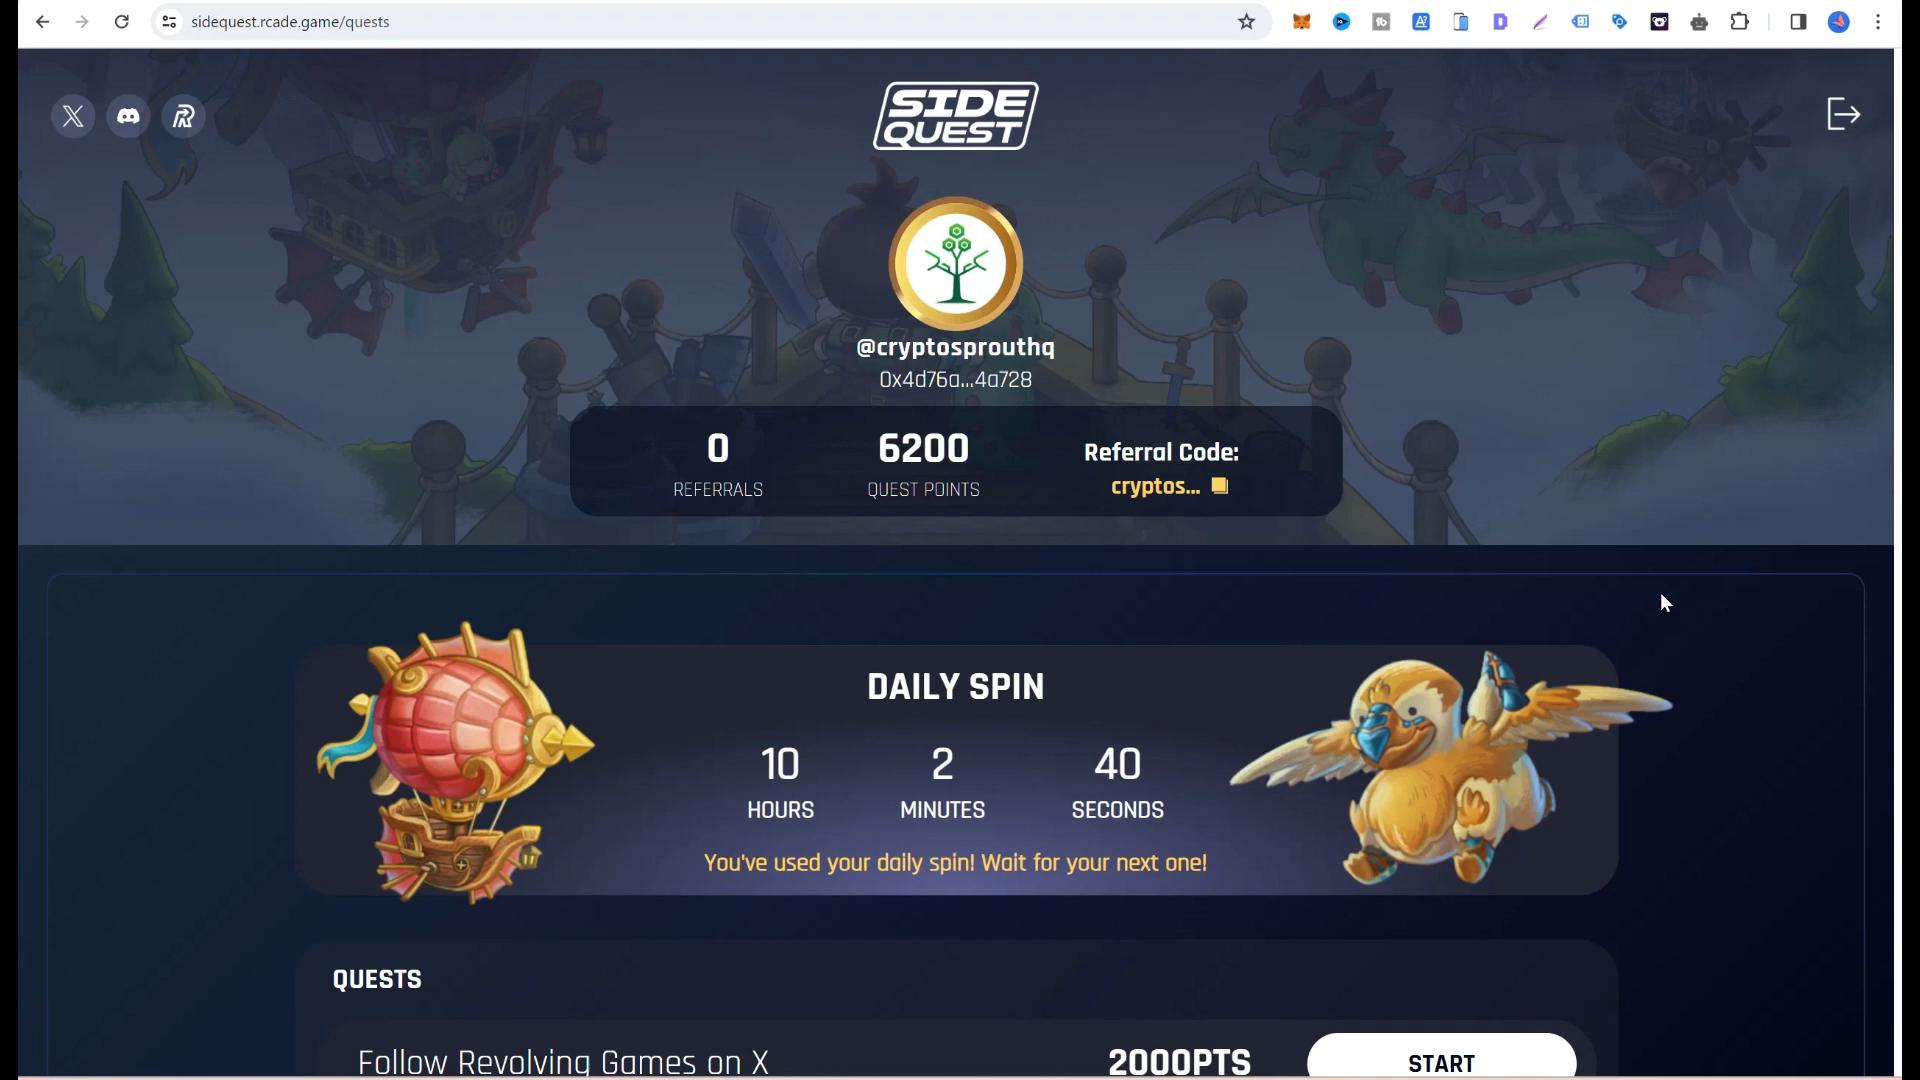 sidequest.rcade.game/quests
SIDE
QUEST
@cryptosprouthq
0x4d76a...4a728
0
REFERRALS
6200
QUEST POINTS
Referral Code:
cryptos...
DAILY SPIN
10
HOURS
2
MINUTES
40
SECONDS
You've used your daily spin! Wait for your next one!
QUESTS
Follow Revolving Games on X
2000PTS
START